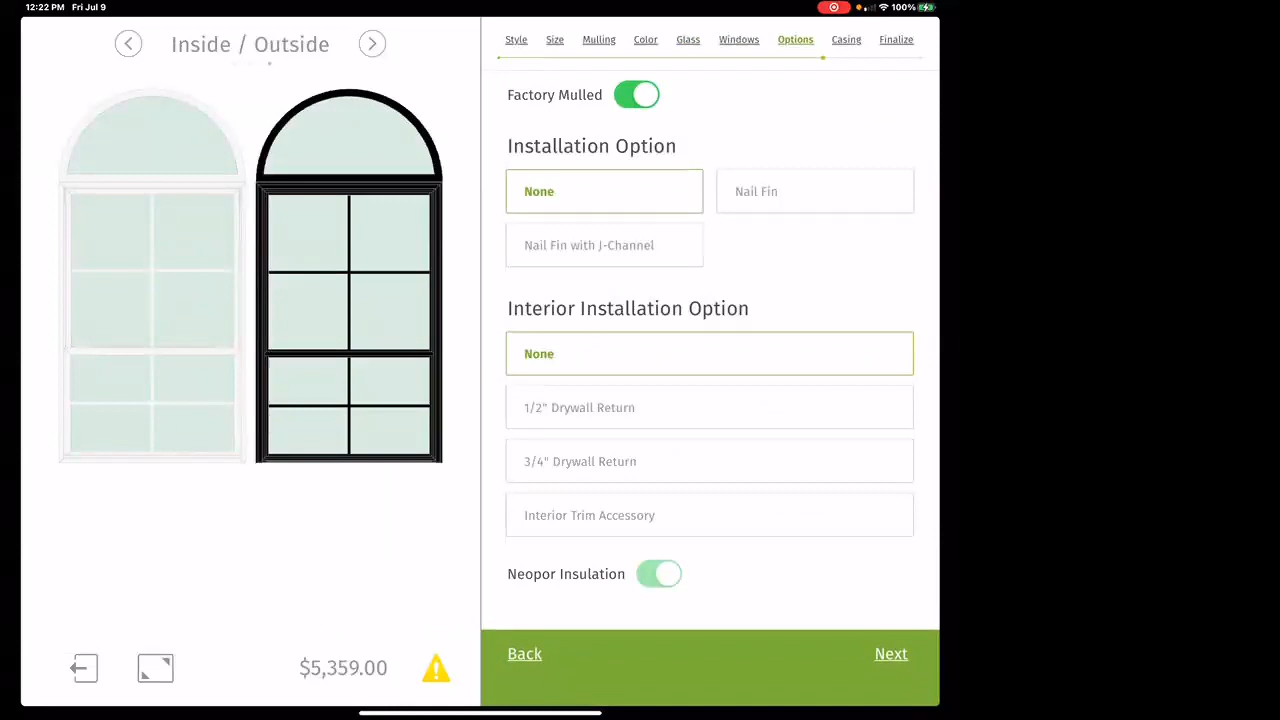 12:22 PM Fri Jul 9
100%
Inside / Outside
Style Size Mulling Color Glass Windows Options Casing Finalize
Factory Mulled
Installation Option
None
Nail Fin
Nail Fin with J-Channel
Interior Installation Option
None
1/2" Drywall Return
3/4" Drywall Return
Interior Trim Accessory
Neopor Insulation
$5,359.00
Back
Next